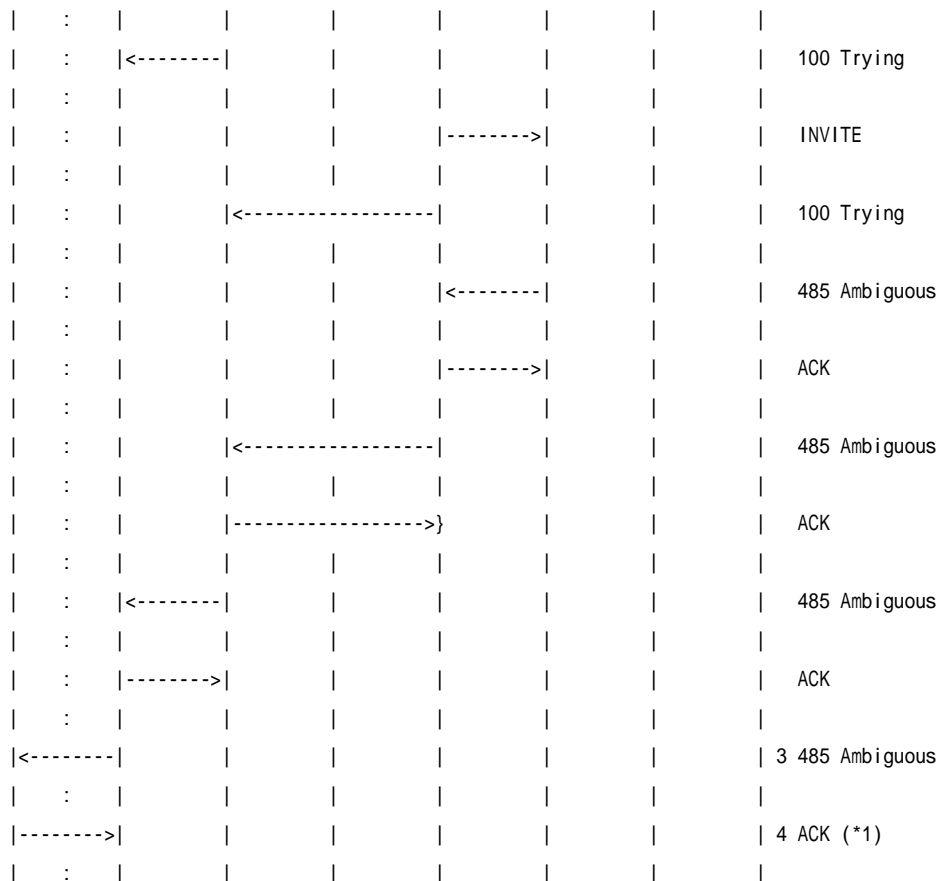 |    :    |         |         |         |         |         |         |
|    :    |<--------|         |         |         |         |         |   100 Trying
|    :    |         |         |         |         |         |         |
|    :    |         |         |         |-------->|         |         |   INVITE
|    :    |         |         |         |         |         |         |
|    :    |         |<------------------|         |         |         |   100 Trying
|    :    |         |         |         |         |         |         |
|    :    |         |         |         |<--------|         |         |   485 Ambiguous
|    :    |         |         |         |         |         |         |
|    :    |         |         |         |-------->|         |         |   ACK
|    :    |         |         |         |         |         |         |
|    :    |         |<------------------|         |         |         |   485 Ambiguous
|    :    |         |         |         |         |         |         |
|    :    |         |------------------>}         |         |         |   ACK
|    :    |         |         |         |         |         |         |
|    :    |<--------|         |         |         |         |         |   485 Ambiguous
|    :    |         |         |         |         |         |         |
|    :    |-------->|         |         |         |         |         |   ACK
|    :    |         |         |         |         |         |         |
|<--------|         |         |         |         |         |         | 3 485 Ambiguous
|    :    |         |         |         |         |         |         |
|-------->|         |         |         |         |         |         | 4 ACK (*1)
|    :    |         |         |         |         |         |         |